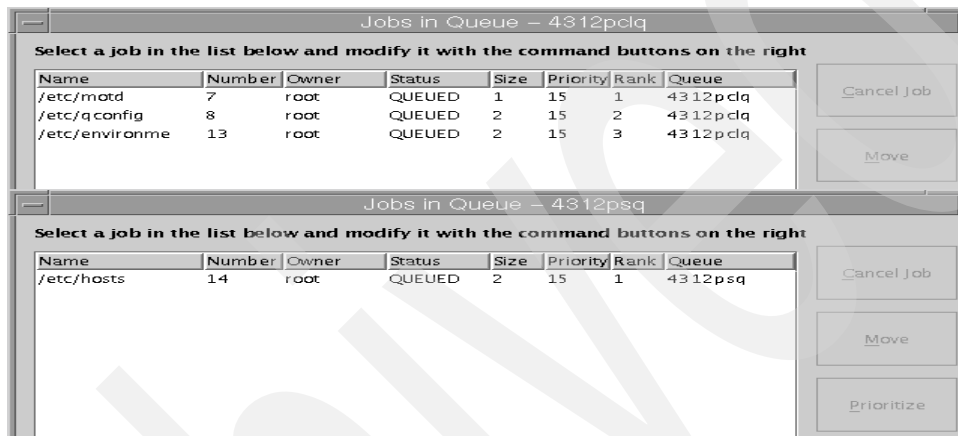 Jobs in Queue – 4312pclq
Select a job in the list below and modify it with the command buttons on the right
Name Number Owner Status Size Priority Rank Queue
/etc/motd 7 root QUEUED 1 15 1 4312pclq
/etc/qconfig 8 root QUEUED 2 15 2 4312pclq
/etc/environme 13 root QUEUED 2 15 3 4312pclq
Cancel Job
Move
Jobs in Queue – 4312psq
Select a job in the list below and modify it with the command buttons on the right
Name Number Owner Status Size Priority Rank Queue
/etc/hosts 14 root QUEUED 2 15 1 4312psq
Cancel Job
Move
Prioritize